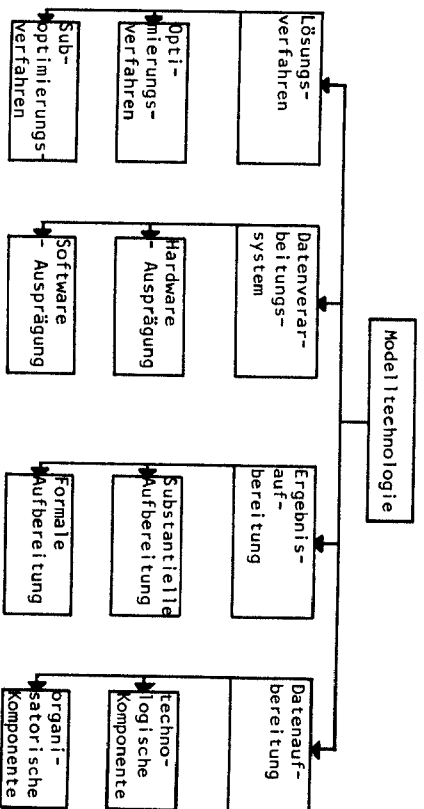 Modelltechnologie
Lösungs-
verfahren
Opti-
mierungs-
verfahren
Sub-
optimierungs-
verfahren
Datenverar-
beitungs-
system
Hardware
- Ausprägung
Software
- Ausprägung
Ergebnis-
auf-
bereitung
Substantielle
Aufbereitung
Formale
Aufbereitung
Datenauf-
bereitung
techno-
logische
Komponente
organi-
satorische
Komponente